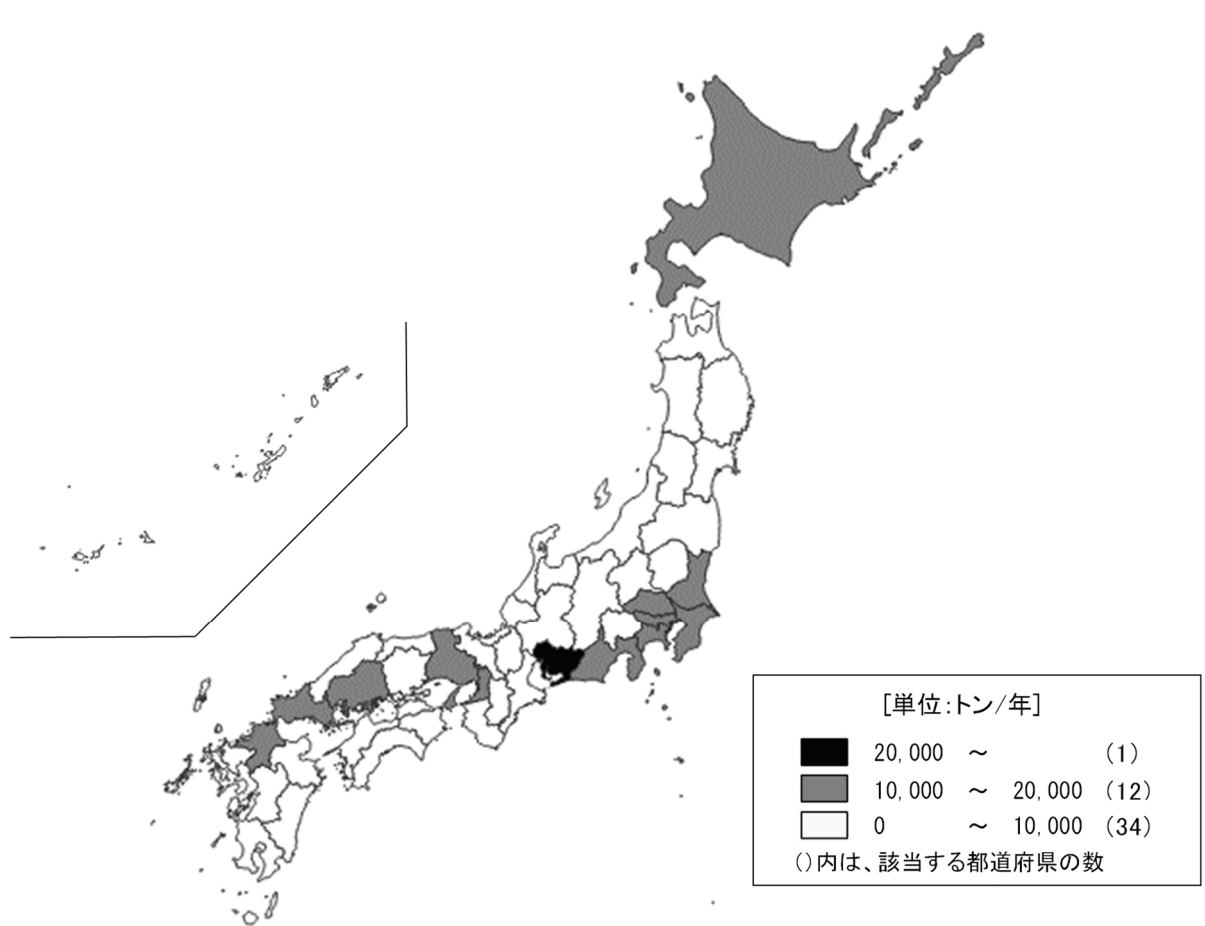 [単位:トン/年]
20,000 ～ (1)
10,000 ～ 20,000 (12)
0 ～ 10,000 (34)
()内は、該当する都道府県の数